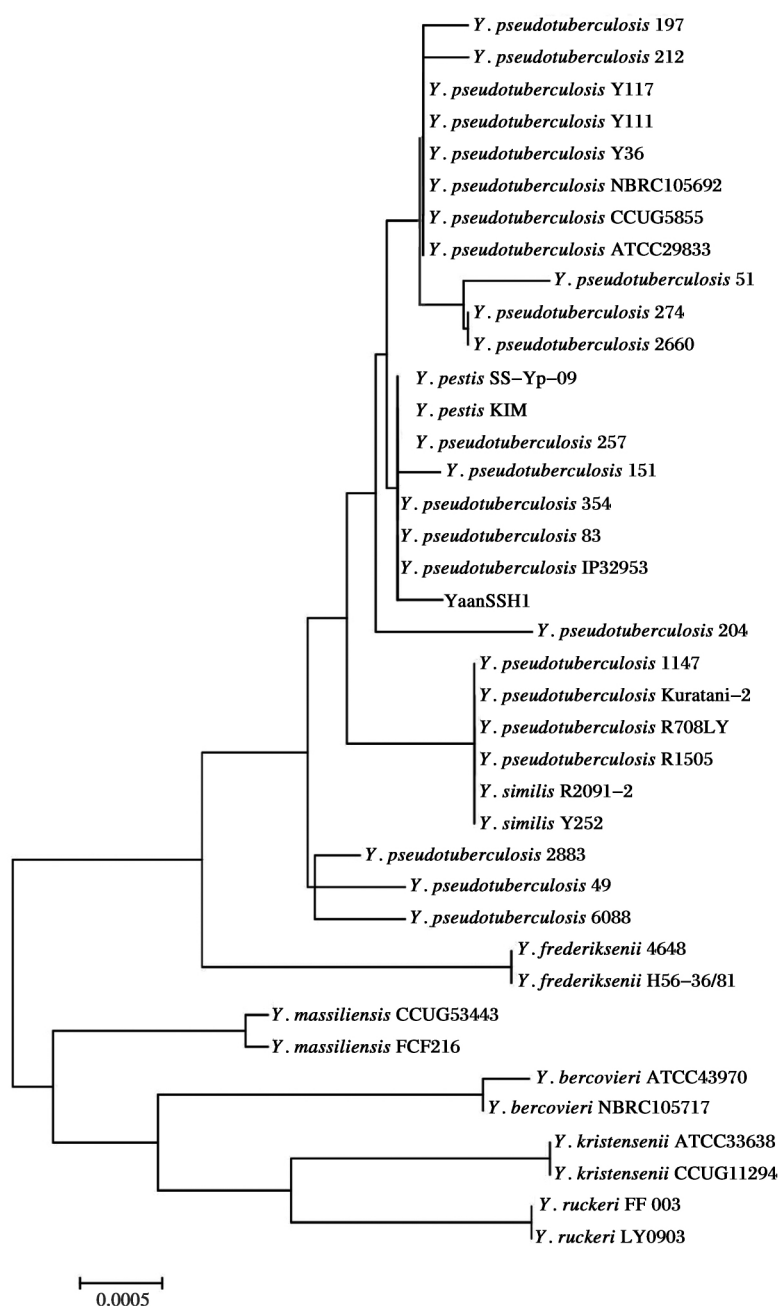 Y. pseudotuberculosis 197
Y. pseudotuberculosis 212
Y. pseudotuberculosis Y117
Y. pseudotuberculosis Y111
Y. pseudotuberculosis Y36
Y. pseudotuberculosis NBRC105692
Y. pseudotuberculosis CCUG5855
Y. pseudotuberculosis ATCC29833
Y. pseudotuberculosis 51
Y. pseudotuberculosis 274
Y. pseudotuberculosis 2660
Y. pestis SS−Yp−09
Y. pestis KIM
Y. pseudotuberculosis 257
Y. pseudotuberculosis 151
Y. pseudotuberculosis 354
Y. pseudotuberculosis 83
Y. pseudotuberculosis IP32953
YaanSSH1
Y. pseudotuberculosis 204
Y. pseudotuberculosis 1147
Y. pseudotuberculosis Kuratani−2
Y. pseudotuberculosis R708LY
Y. pseudotuberculosis R1505
Y. similis R2091−2
Y. similis Y252
Y. pseudotuberculosis 2883
Y. pseudotuberculosis 49
Y. pseudotuberculosis 6088
Y. frederiksenii 4648
Y. frederiksenii H56−36/81
Y. massiliensis CCUG53443
Y. massiliensis FCF216
Y. bercovieri ATCC43970
Y. bercovieri NBRC105717
Y. kristensenii ATCC33638
Y. kristensenii CCUG11294
Y. ruckeri FF 003
Y. ruckeri LY0903
0.0005